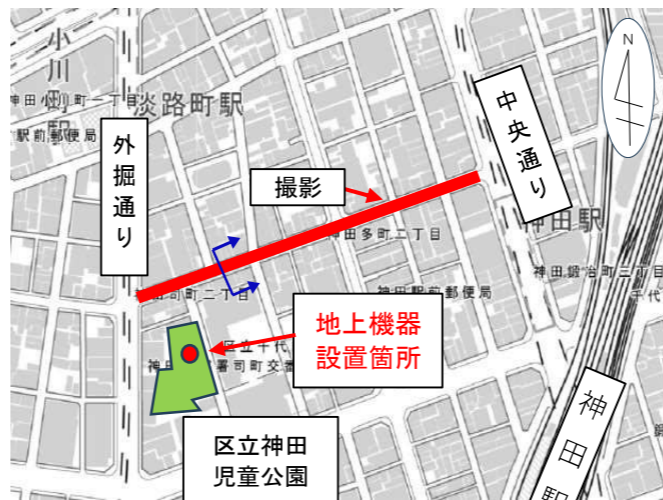 小川町駅
神田小川町一丁目
淡路町駅
駅前郵便局
外堀通り
撮影
中央通り
N
神田多町二丁目
神田駅
神田鍛冶町三丁目
神田司町二丁目
神田駅前郵便局
千代
地上機器
設置箇所
区立千代
神田
署司町交番
区立神田
児童公園
神田駅